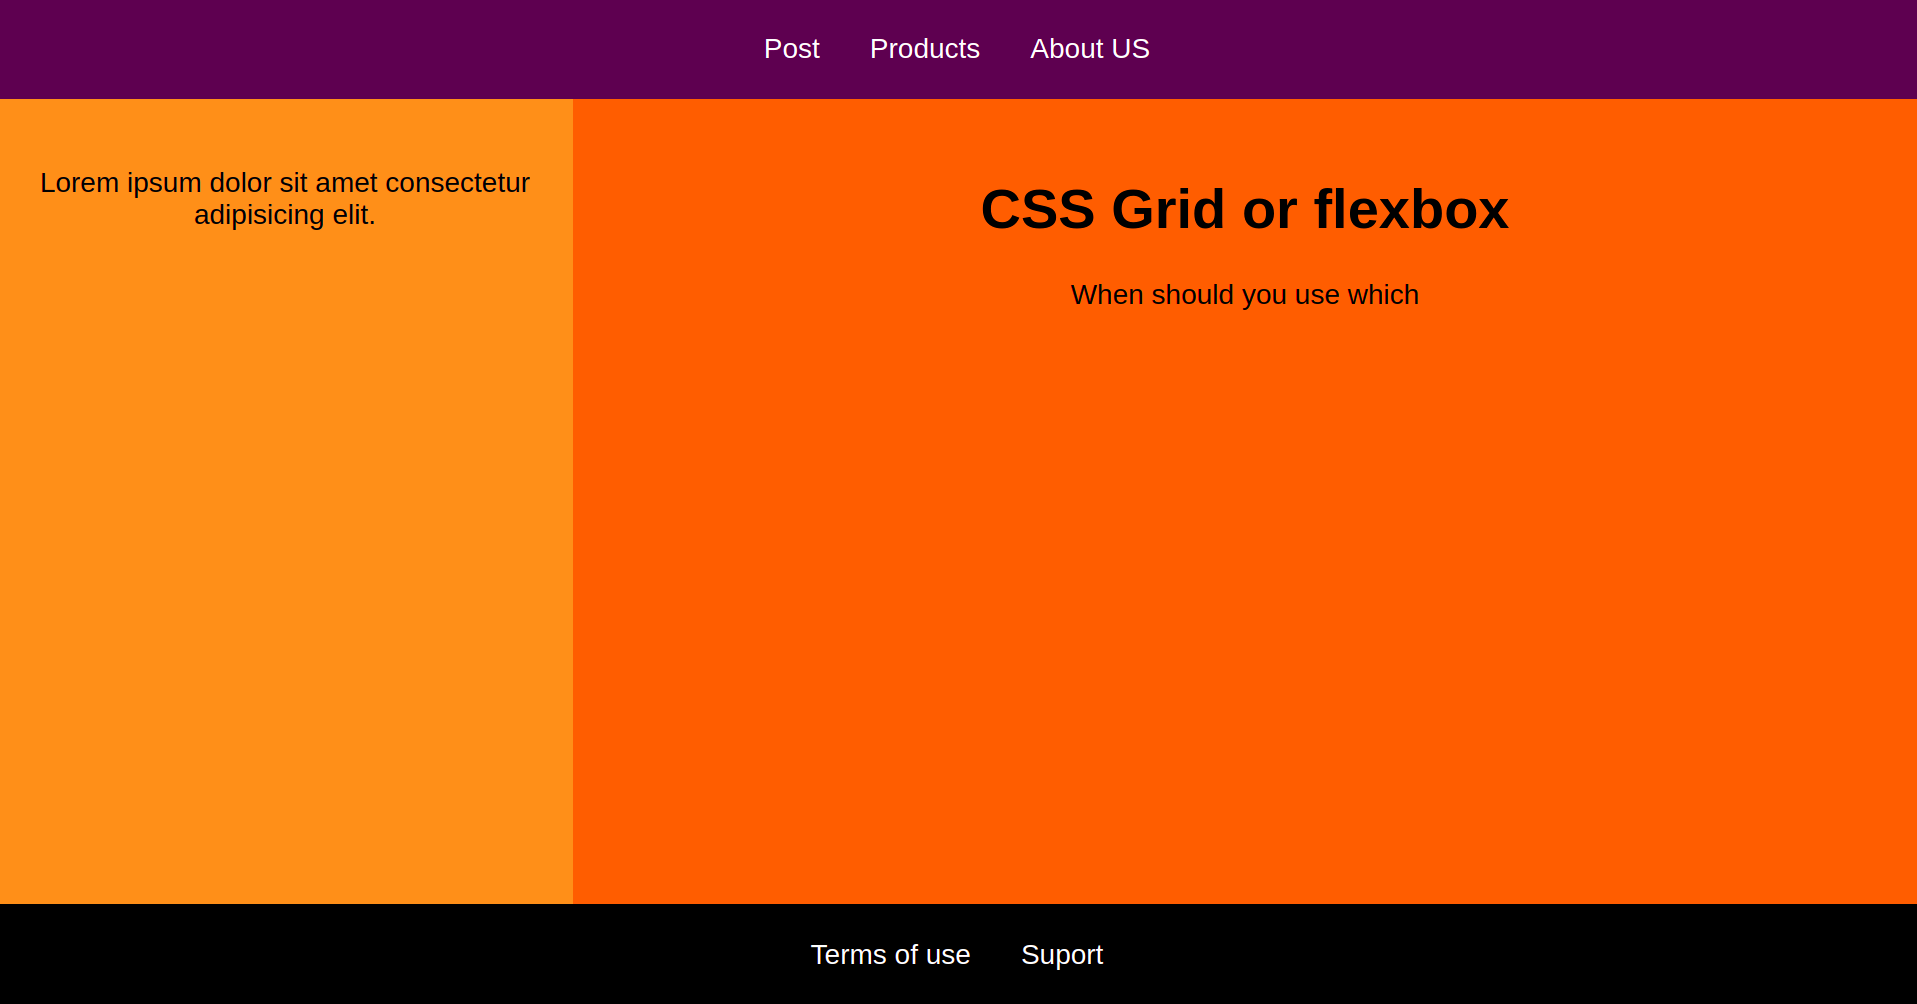 Post Products About US
Lorem ipsum dolor sit amet consectetur
adipisicing elit.
CSS Grid or flexbox
When should you use which
Terms of use Suport